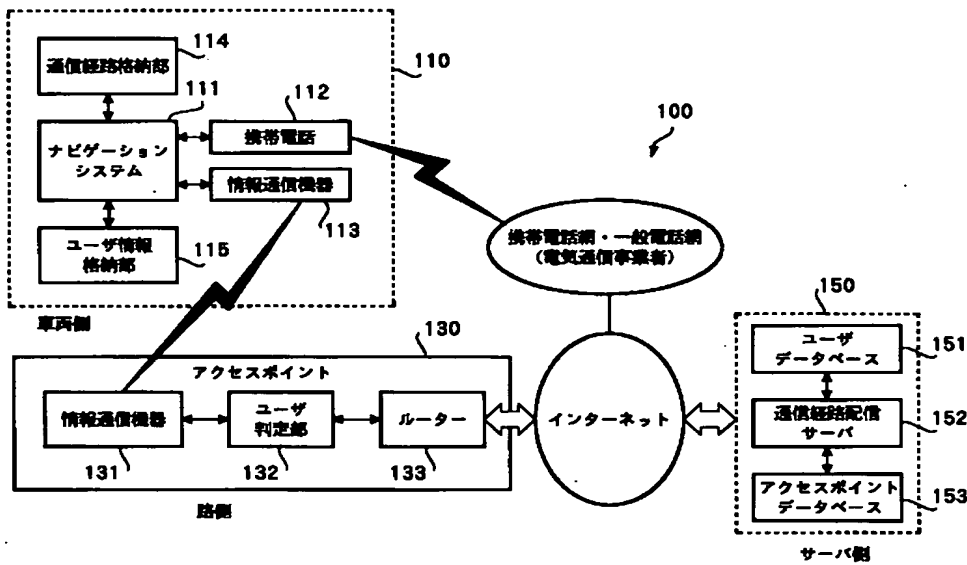 114
通信経路格納部
110
111
112
ナビゲーション
システム
携帯電話
100
情報通信機器
113
ユーザ情報
格納部
115
車両側
携帯電話網・一般電話網
(電気通信事業者)
130
アクセスポイント
情報通信機器
ユーザ
判定部
ルーター
131
132
133
路側
インターネット
150
ユーザ
データベース
151
通信経路配信
サーバ
152
アクセスポイント
データベース
153
サーバ側